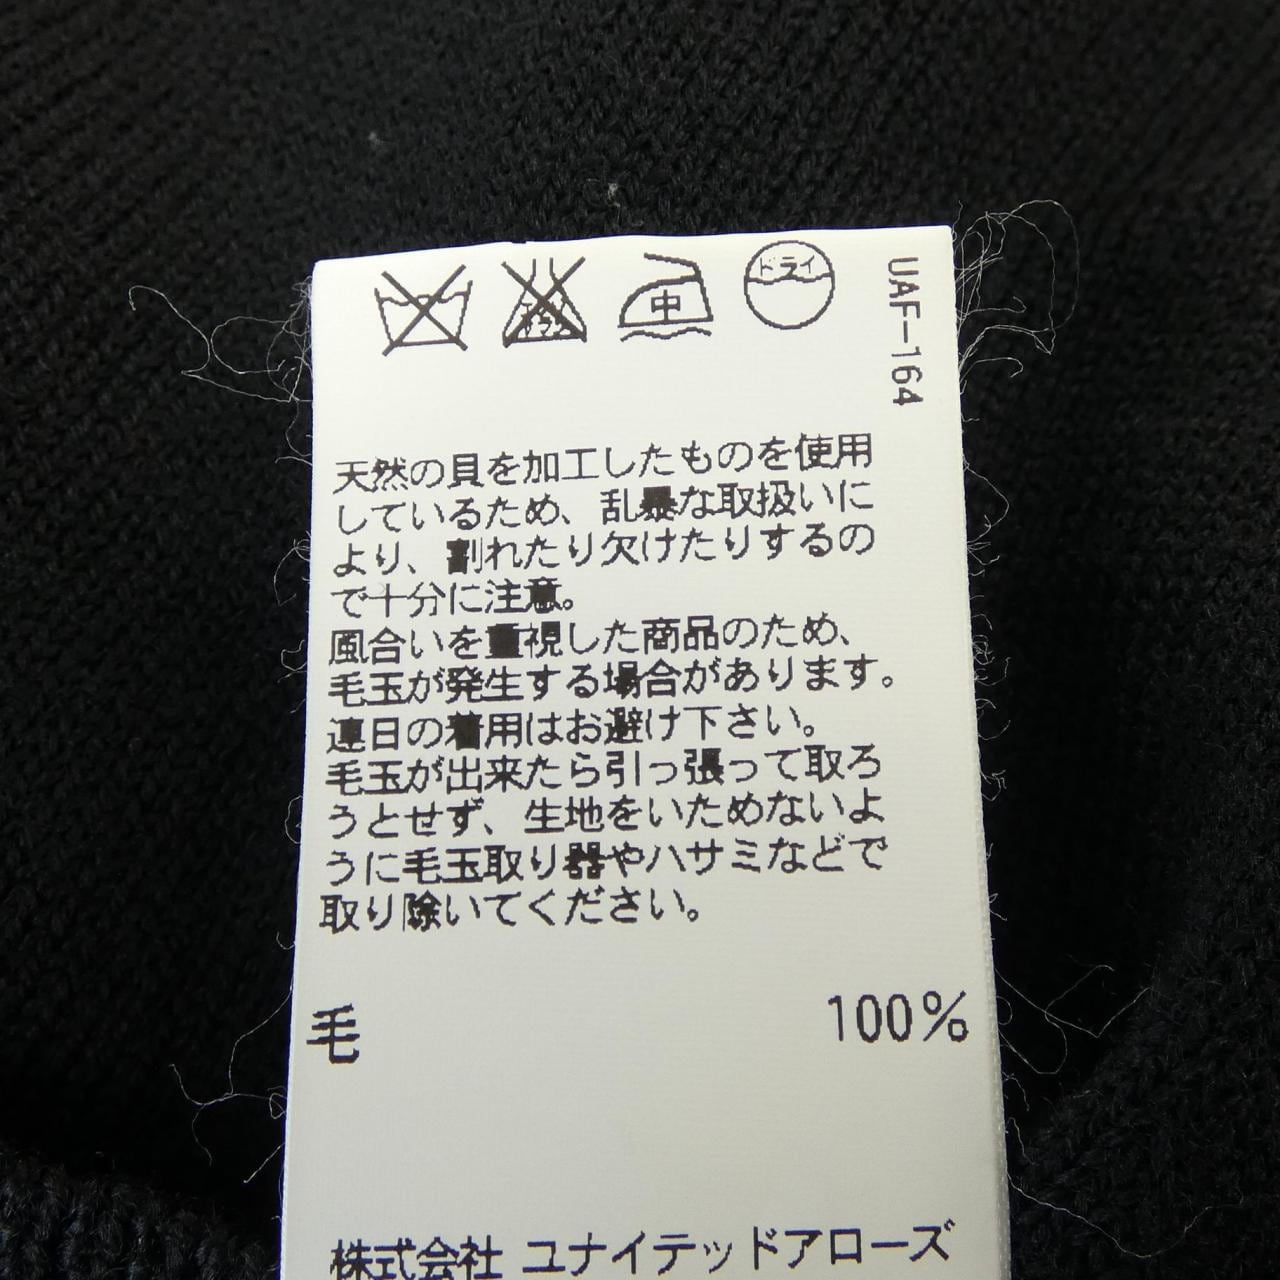 ドライ
エンソ
サラシ
中
UAF-164
天然の貝を加工したものを使用
しているため、乱暴な取扱いに
より、割れたり欠けたりするの
で十分に注意。
風合いを重視した商品のため、
毛玉が発生する場合があります。
連日の着用はお避け下さい。
毛玉が出来たら引っ張って取ろ
うとせず、生地をいためないよ
うに毛玉取り器やハサミなどで
取り除いてください。
毛 100%
株式会社 ユナイテッドアローズ